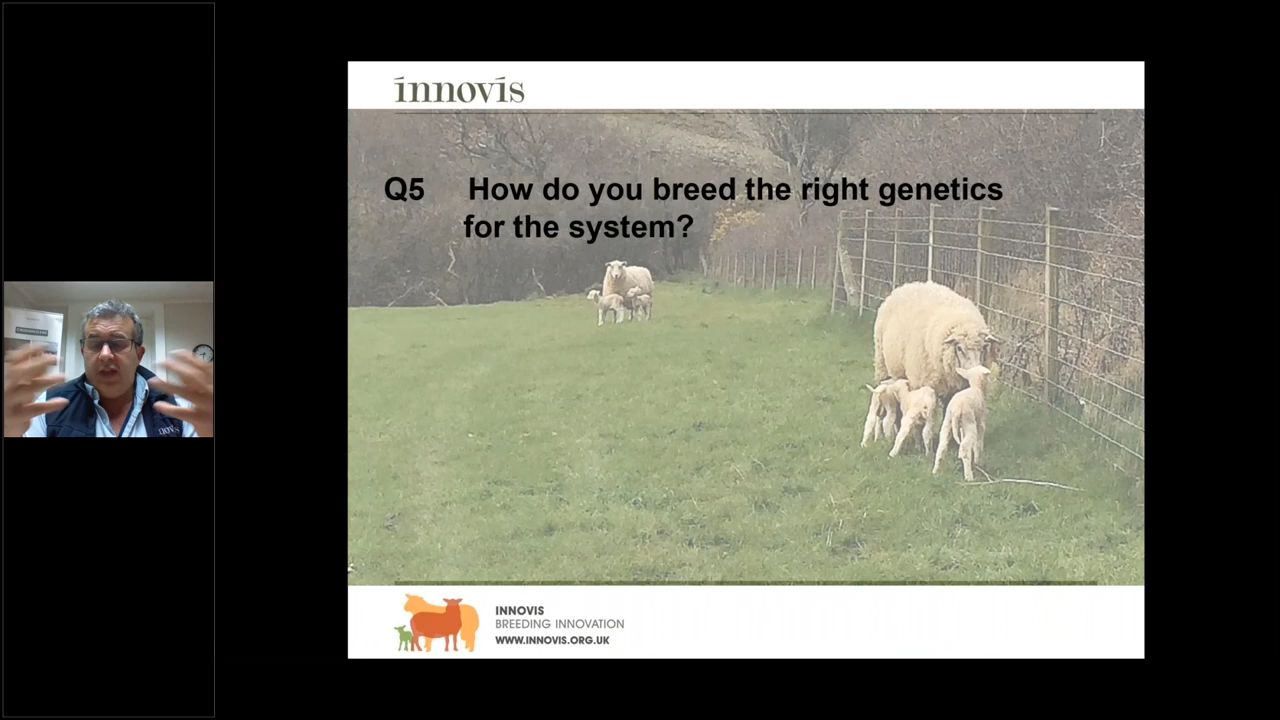 innovis
Q5 How do you breed the right genetics
for the system?
INNOVIS
BREEDING INNOVATION
WWW.INNOVIS.ORG.UK